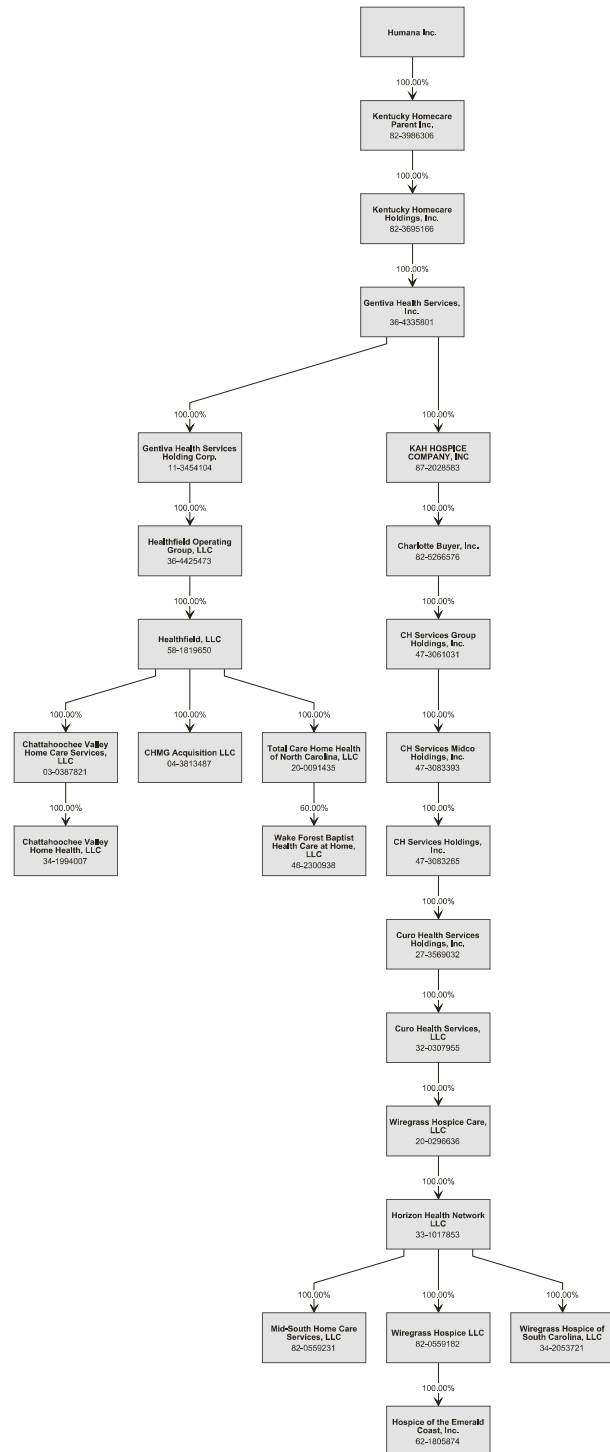 Humana Inc.
100.00%
Kentucky Homecare
Parent Inc.
82-3986306
100.00%
Kentucky Homecare
Holdings, Inc.
82-3695166
100.00%
Gentiva Health Services,
Inc.
36-4335801
100.00%
100.00%
Gentiva Health Services
Holding Corp.
11-3454104
KAH HOSPICE
COMPANY, INC
87-2028583
100.00%
100.00%
Healthfield Operating
Group, LLC
36-4425473
Charlotte Buyer, Inc.
82-5266576
100.00%
100.00%
Healthfield, LLC
58-1819650
CH Services Group
Holdings, Inc.
47-3061031
100.00%
100.00%
100.00%
100.00%
Chattahoochee Valley
Home Care Services,
LLC
03-0387821
CHMG Acquisition LLC
04-3813487
Total Care Home Health
of North Carolina, LLC
20-0091435
CH Services Midco
Holdings, Inc.
47-3083393
100.00%
60.00%
100.00%
Chattahoochee Valley
Home Health, LLC
34-1994007
Wake Forest Baptist
Health Care at Home,
LLC
46-2300938
CH Services Holdings,
Inc.
47-3083265
100.00%
Curo Health Services
Holdings, Inc.
27-3569032
100.00%
Curo Health Services,
LLC
32-0307955
100.00%
Wiregrass Hospice Care,
LLC
20-0296636
100.00%
Horizon Health Network
LLC
33-1017853
100.00%
100.00%
100.00%
Mid-South Home Care
Services, LLC
82-0559231
Wiregrass Hospice LLC
82-0559182
Wiregrass Hospice of
South Carolina, LLC
34-2053721
100.00%
Hospice of the Emerald
Coast, Inc.
62-1805874